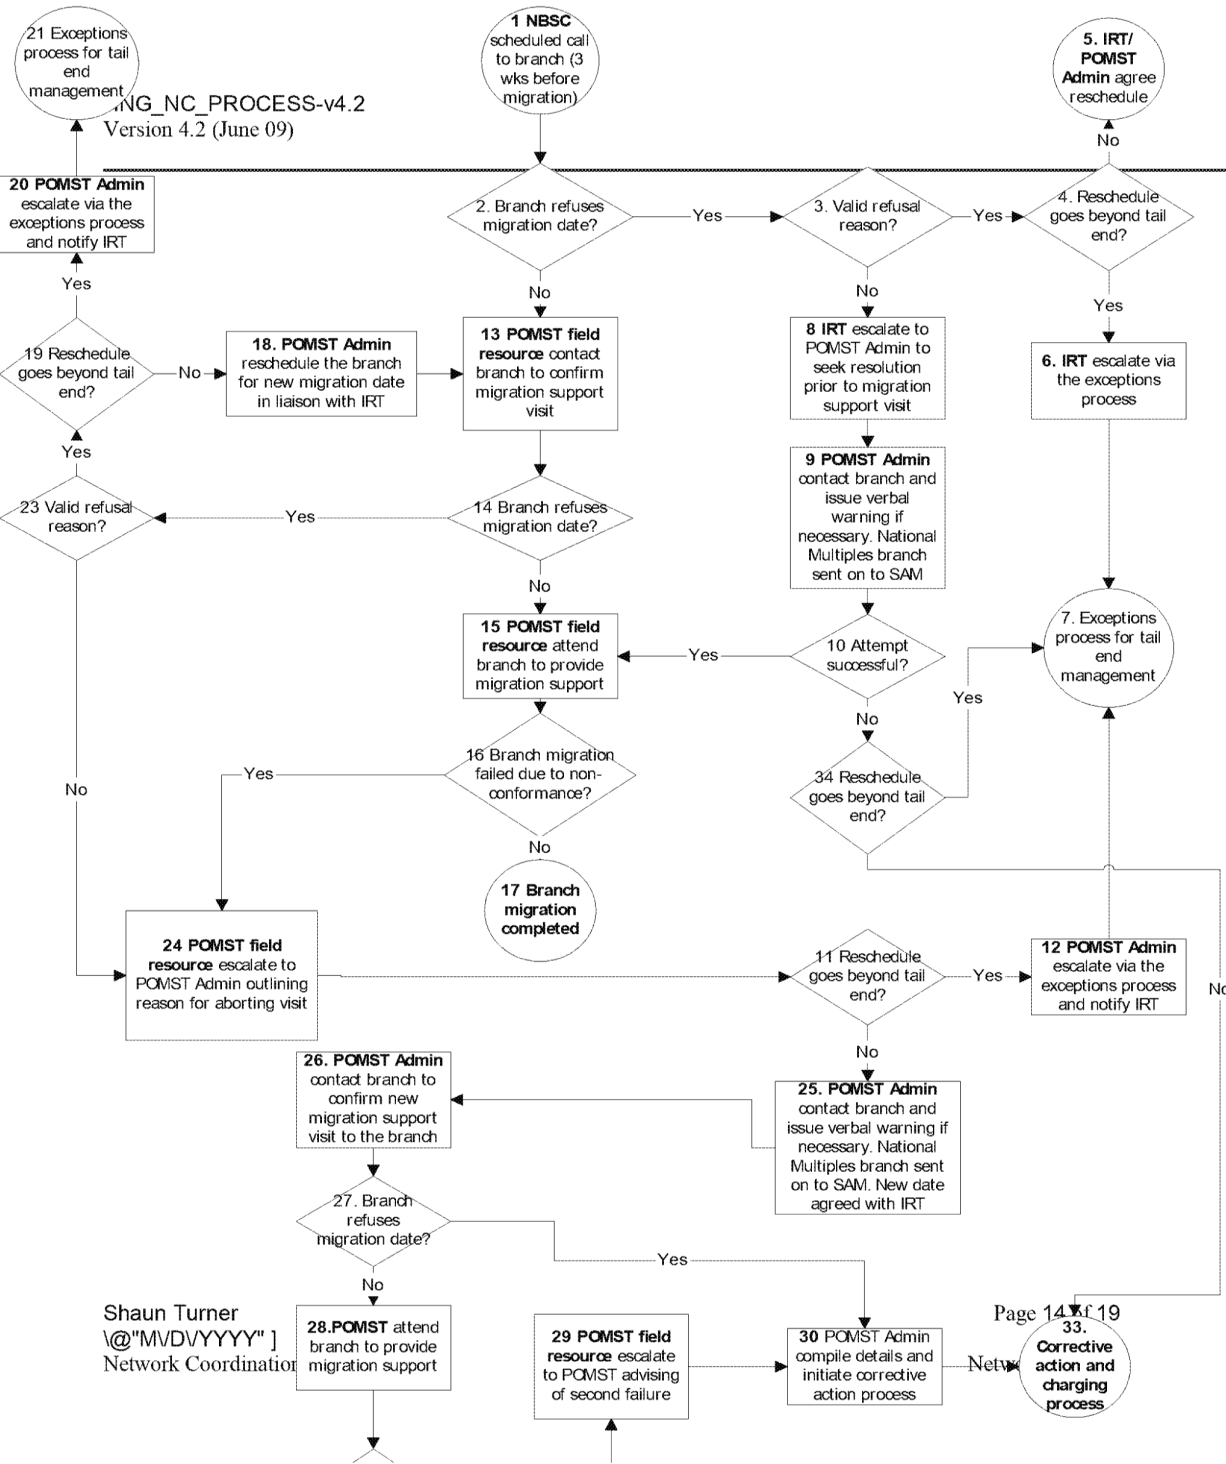 21 Exceptions
process for tail
end
management
1 NBSC
scheduled call
to branch (3
wks before
migration)
5. IRT/
POMST
Admin agree
reschedule
ING_NC_PROCESS-v4.2
Version 4.2 (June 09)
No
20 POMST Admin
escalate via the
exceptions process
and notify IRT
2. Branch refuses
migration date?
Yes
3. Valid refusal
reason?
Yes
4. Reschedule
goes beyond tail
end?
Yes
No
No
Yes
19 Reschedule
goes beyond tail
end?
No
18. POMST Admin
reschedule the branch
for new migration date
in liaison with IRT
13 POMST field
resource contact
branch to confirm
migration support
visit
8 IRT escalate to
POMST Admin to
seek resolution
prior to migration
support visit
6. IRT escalate via
the exceptions
process
Yes
23 Valid refusal
reason?
Yes
14 Branch refuses
migration date?
9 POMST Admin
contact branch and
issue verbal
warning if
necessary. National
Multiples branch
sent on to SAM
No
15 POMST field
resource attend
branch to provide
migration support
Yes
10 Attempt
successful?
7. Exceptions
process for tail
end
management
Yes
No
16 Branch migration
failed due to non-
conformance?
Yes
34 Reschedule
goes beyond tail
end?
No
No
17 Branch
migration
completed
24 POMST field
resource escalate to
POMST Admin outlining
reason for aborting visit
11 Reschedule
goes beyond tail
end?
Yes
12 POMST Admin
escalate via the
exceptions process
and notify IRT
No
No
26. POMST Admin
contact branch to
confirm new
migration support
visit to the branch
25. POMST Admin
contact branch and
issue verbal warning if
necessary. National
Multiples branch sent
on to SAM. New date
agreed with IRT
27. Branch
refuses
migration date?
Yes
No
Shaun Turner
\@"M\/D\/YYYY" ]
Network Coordination
28.POMST attend
branch to provide
migration support
29 POMST field
resource escalate
to POMST advising
of second failure
30 POMST Admin
compile details and
initiate corrective
action process
Page 14 of 19
Netw
33.
Corrective
action and
charging
process